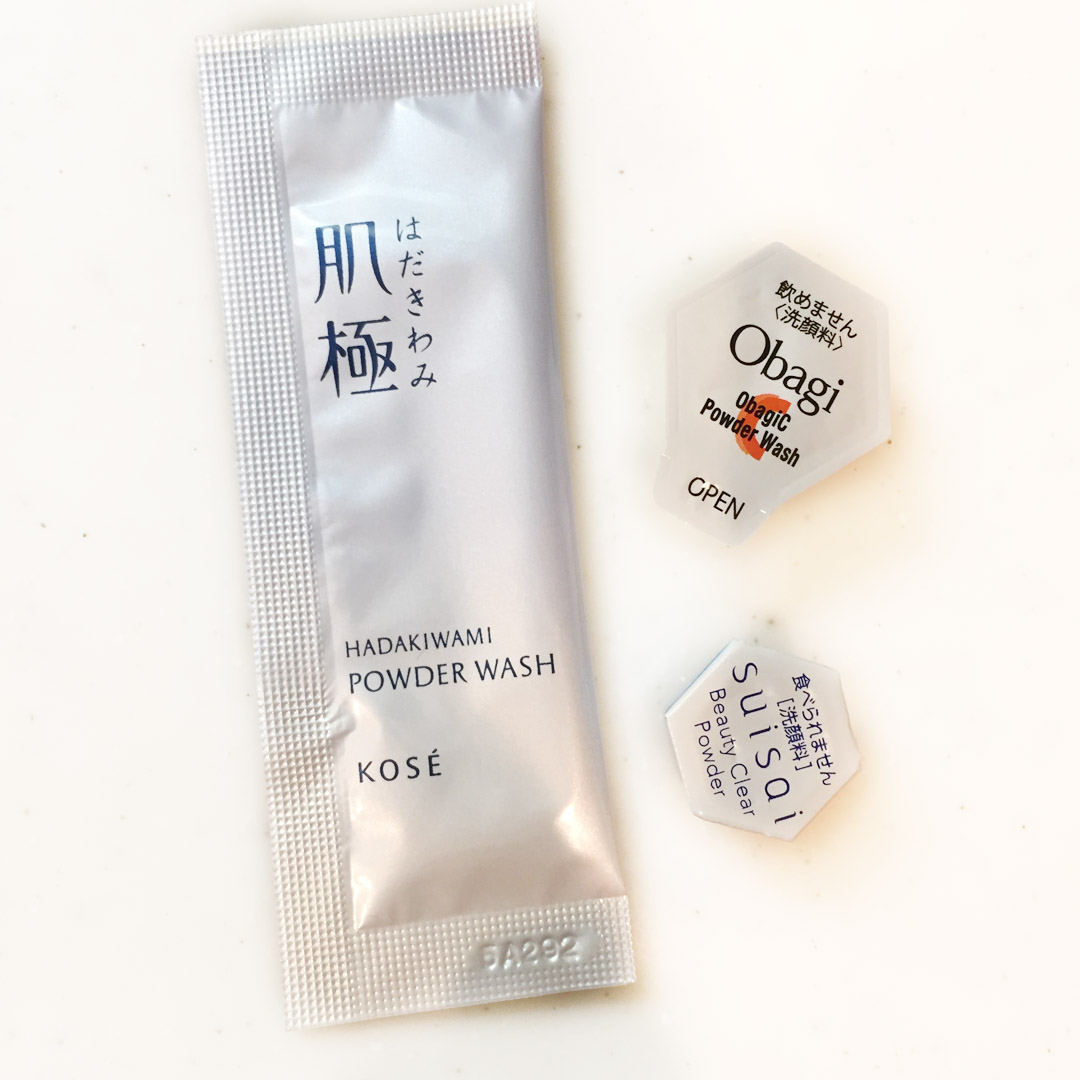 肌極
はだきわみ
HADAKIWAMI
POWDER WASH
KOSÉ
JA292
飲めません
〈洗顔料〉
Obagi
ObagiC
Powder Wash
OPEN
食べられません
[洗顔料]
suisai
Beauty Clear
Powder